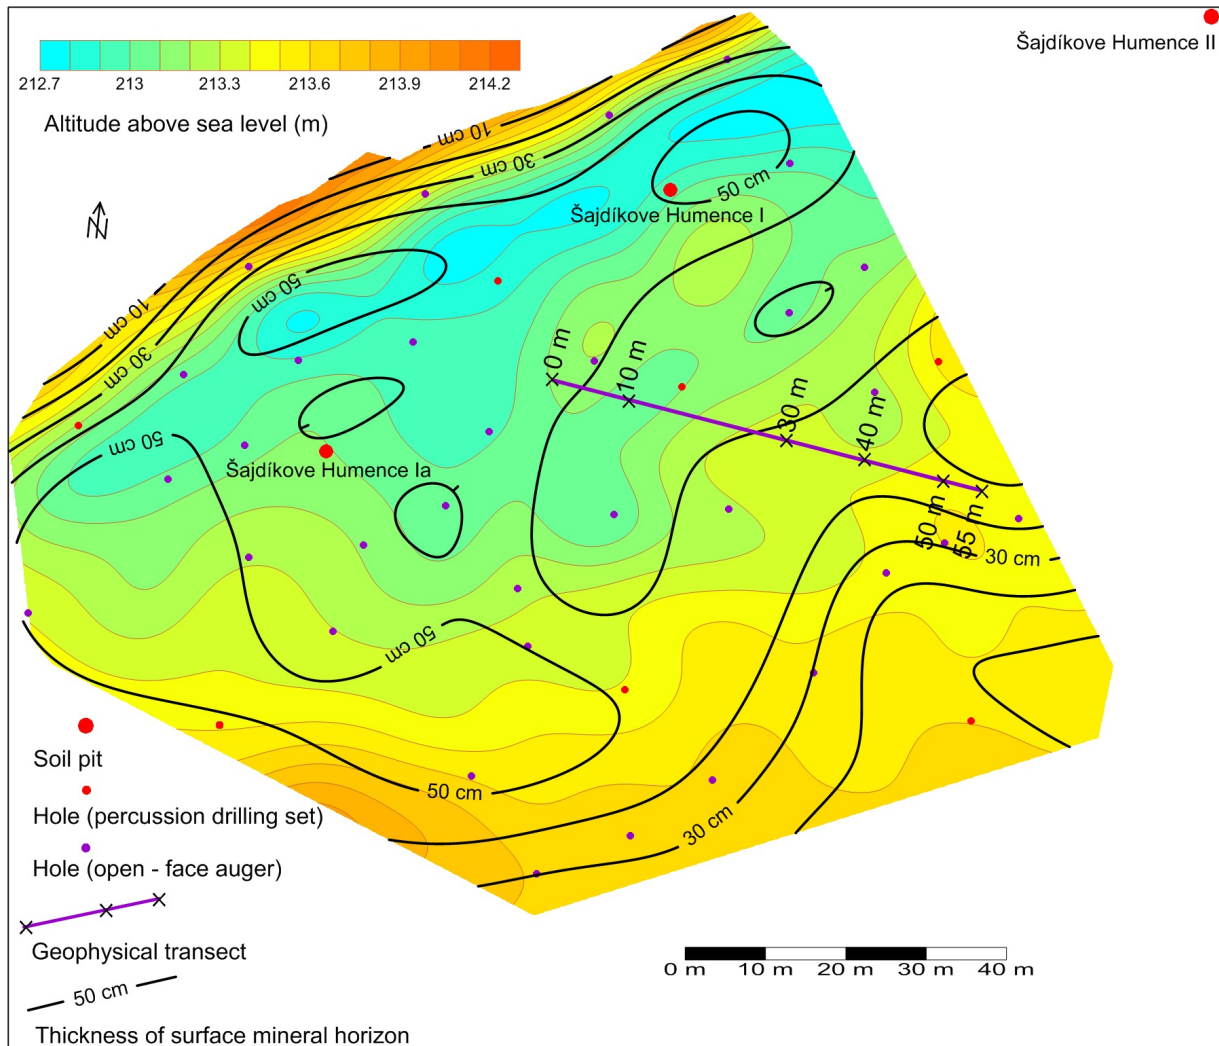 Šajdíkove Humence II
212.7 213 213.3 213.6 213.9 214.2
Altitude above sea level (m)
N
10 cm
30 cm
50 cm
Šajdíkove Humence I
50 cm
10 cm
30 cm
0 m
10 m
30 m
40 m
50 m
55 m
50 cm
Šajdíkove Humence Ia
30 cm
50 cm
50 cm
30 cm
Soil pit
Hole (percussion drilling set)
Hole (open - face auger)
Geophysical transect
50 cm
Thickness of surface mineral horizon
0 m 10 m 20 m 30 m 40 m